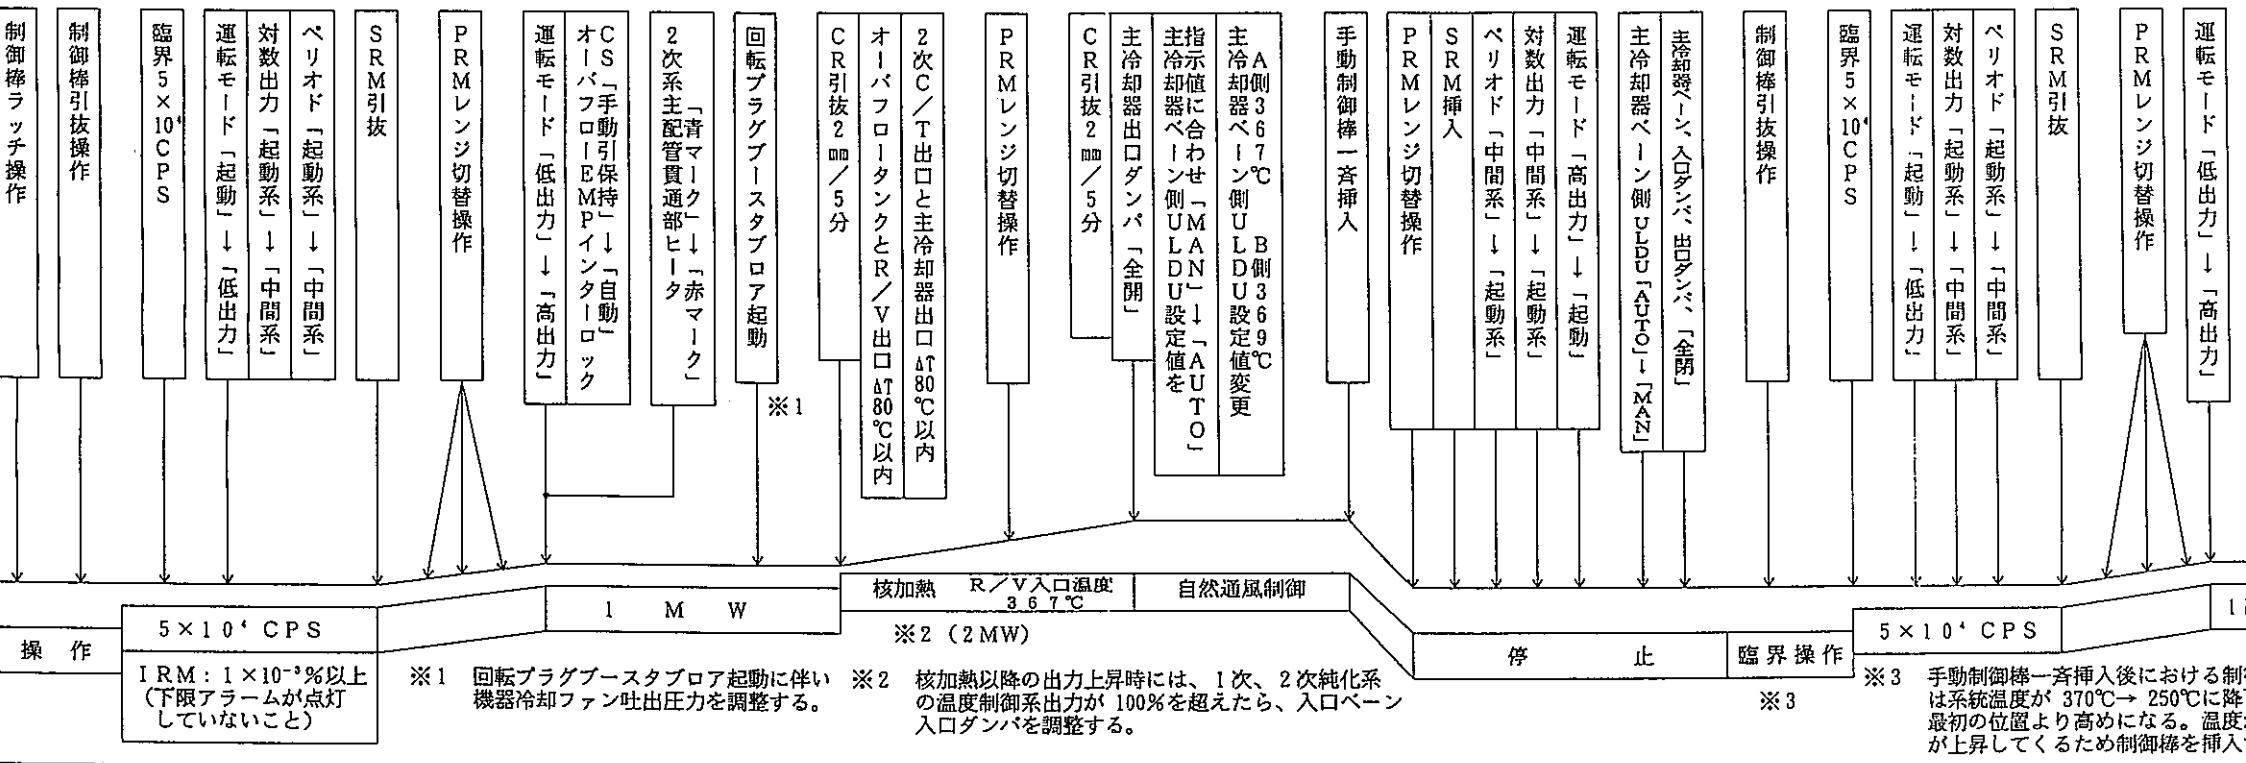 制御棒ラッチ操作
制御棒引抜操作
臨界5×10⁴CPS
運転モード「起動」→「低出力」
対数出力「起動系」→「中間系」
ペリオド「起動系」→「中間系」
SRM引抜
PRMレンジ切替操作
運転モード「低出力」→「高出力」
オーバフローEMPインターロック
CS「手動引保持」→「自動」
2次系主配管貫通部ヒータ
「青マーク」→「赤マーク」
回転プラグブースタブロア起動
※1
CR引抜2㎜/5分
オーバフロータンクとR/V出口ΔT80℃以内
2次C/T出口と主冷却器出口ΔT80℃以内
PRMレンジ切替操作
CR引抜2㎜/5分
主冷却器出口ダンパ「全開」
主冷却器ベーン側ULDU設定値を
指示値に合わせ「MAN」→「AUTO」
主冷却器ベーン側ULDU設定値変更
A側367℃ B側369℃
手動制御棒一斉挿入
PRMレンジ切替操作
SRM挿入
ペリオド「中間系」→「起動系」
対数出力「中間系」→「起動系」
運転モード「高出力」→「起動」
主冷却器ベーン側ULDU「AUTO」→「MAN」
主冷却器ベーン、入口ダンパ、出口ダンパ、「全閉」
制御棒引抜操作
臨界5×10⁴CPS
運転モード「起動」→「低出力」
対数出力「起動系」→「中間系」
ペリオド「起動系」→「中間系」
SRM引抜
PRMレンジ切替操作
運転モード「低出力」→「高出力」
操作
5×10⁴CPS
IRM:1×10⁻³%以上
(下限アラームが点灯
していないこと)
1MW
核加熱 R/V入口温度
367℃
自然通風制御
※2(2MW)
停止
臨界操作
※3
5×10⁴CPS
1
※1 回転プラグブースタブロア起動に伴い
機器冷却ファン吐出圧力を調整する。
※2 核加熱以降の出力上昇時には、1次、2次純化系
の温度制御系出力が100%を超えたら、入口ベーン
入口ダンパを調整する。
※3 手動制御棒一斉挿入後における制
は系統温度が370℃→250℃に降
最初の位置より高めになる。温度
が上昇してくるため制御棒を挿入